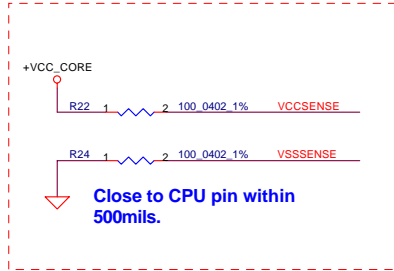 +VCC_CORE
R22 1 2 100_0402_1% VCCSENSE
R24 1 2 100_0402_1% VSSSENSE
Close to CPU pin within
500mils.